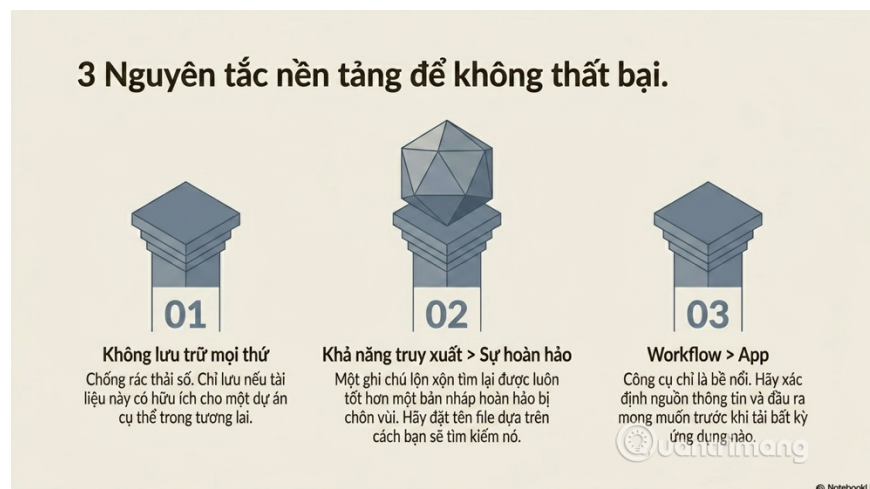 3 Nguyên tắc nền tảng để không thất bại.
01
Không lưu trữ mọi thứ
Chống rác thải số. Chỉ lưu nếu tài
liệu này có hữu ích cho một dự án
cụ thể trong tương lai.
02
Khả năng truy xuất > Sự hoàn hảo
Một ghi chú lộn xộn tìm lại được luôn
tốt hơn một bản nháp hoàn hảo bị
chôn vùi. Hãy đặt tên file dựa trên
cách bạn sẽ tìm kiếm nó.
03
Workflow > App
Công cụ chỉ là bề nổi. Hãy xác
định nguồn thông tin và đầu ra
mong muốn trước khi tải bất kỳ
ứng dụng nào.
Quantrimang